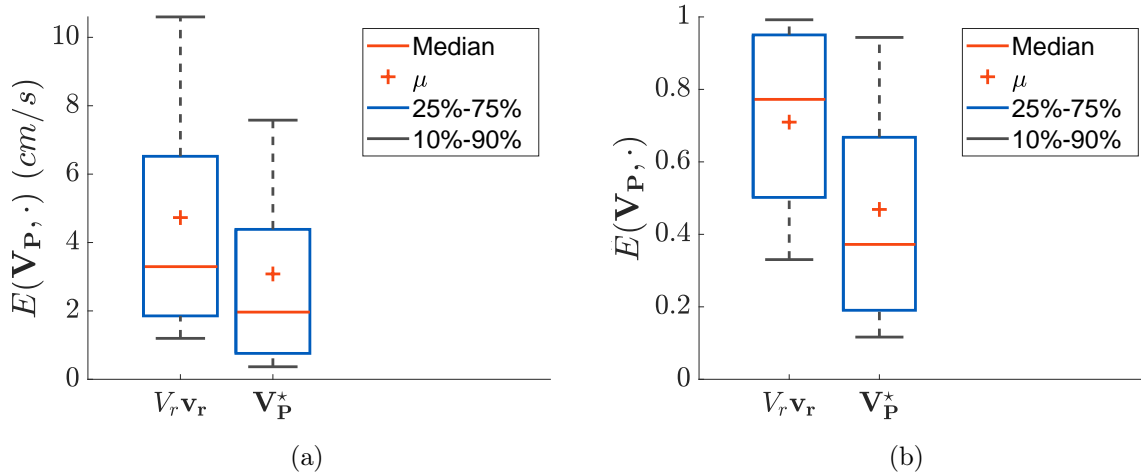 E(V_P, ·) (cm/s)
10
8
6
4
2
0
V_r v_r
V_P^⋆
Median
μ
25%-75%
10%-90%
(a)
E(V_P, ·)
1
0.8
0.6
0.4
0.2
0
V_r v_r
V_P^⋆
Median
μ
25%-75%
10%-90%
(b)